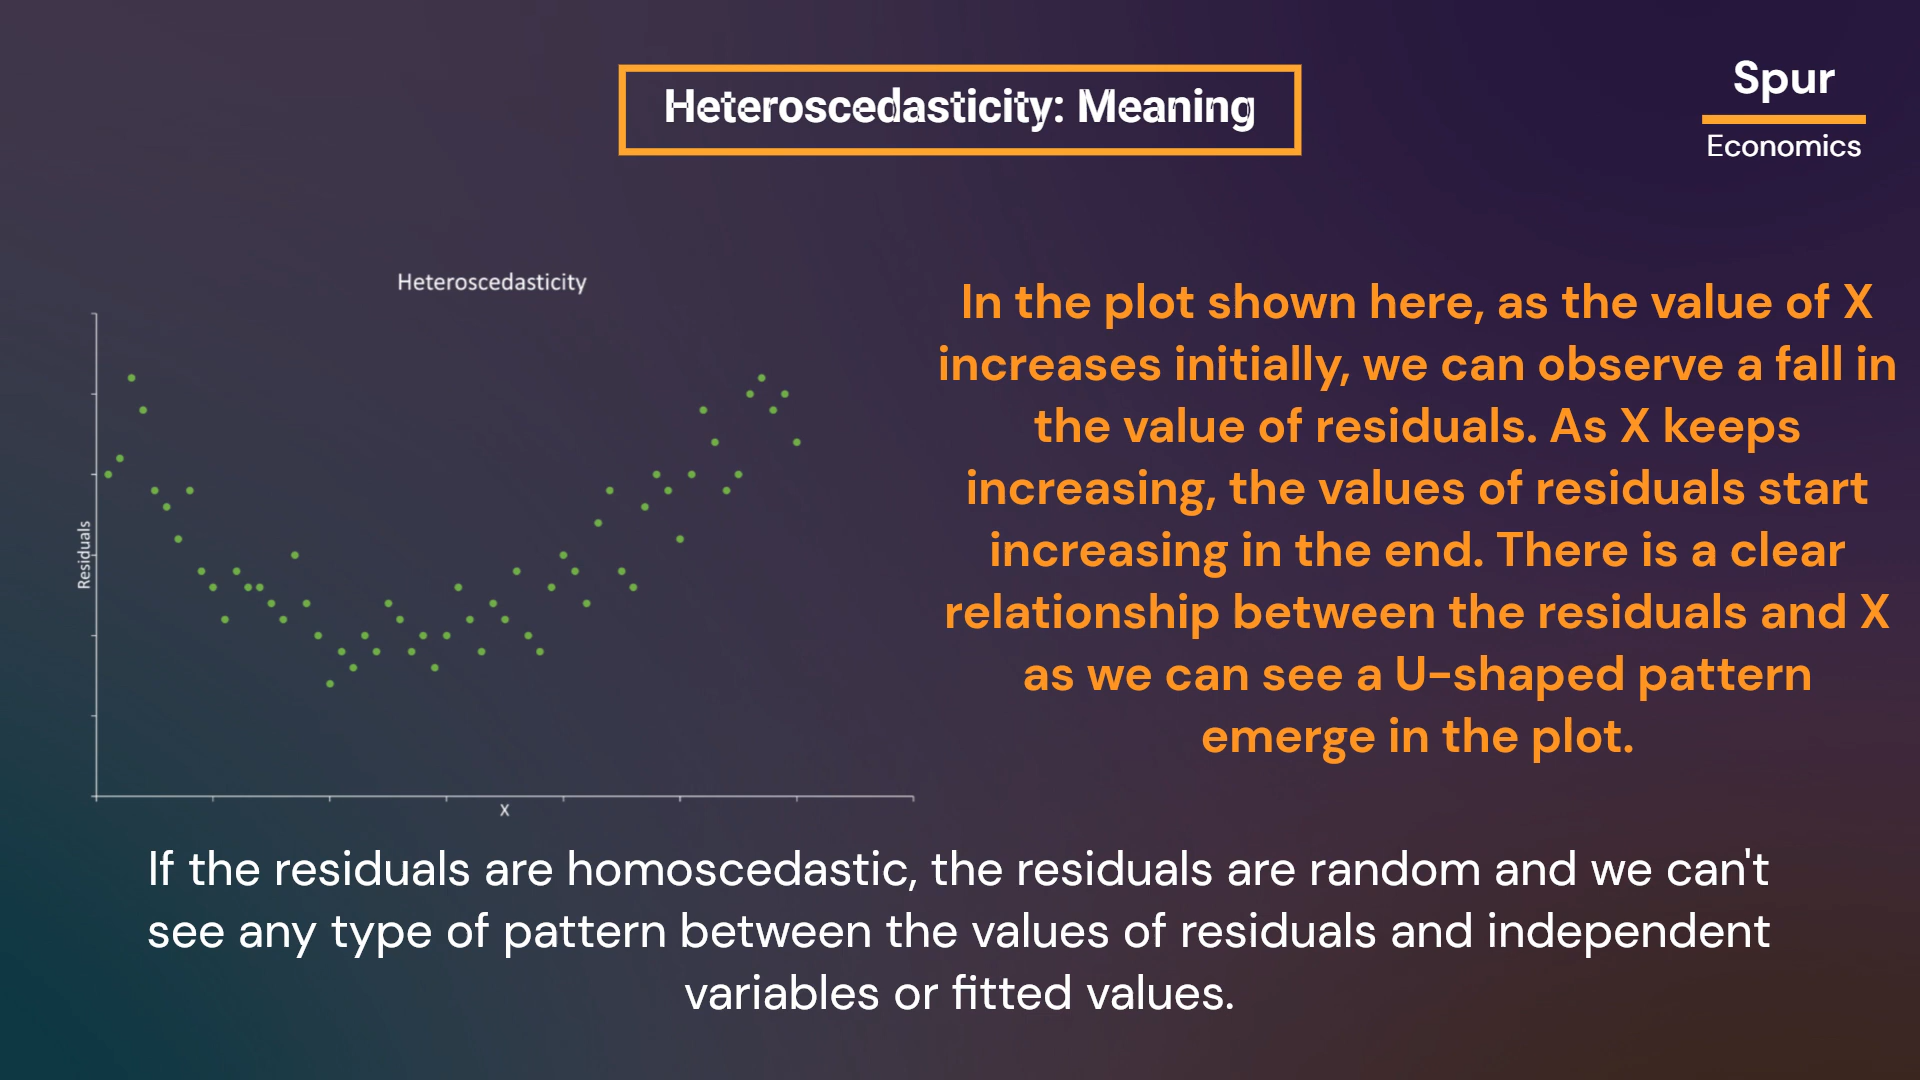 Heteroscedasticity: Meaning
Spur
Economics
Heteroscedasticity
Residuals
X
In the plot shown here, as the value of X
increases initially, we can observe a fall in
the value of residuals. As X keeps
increasing, the values of residuals start
increasing in the end. There is a clear
relationship between the residuals and X
as we can see a U-shaped pattern
emerge in the plot.
If the residuals are homoscedastic, the residuals are random and we can't
see any type of pattern between the values of residuals and independent
variables or fitted values.